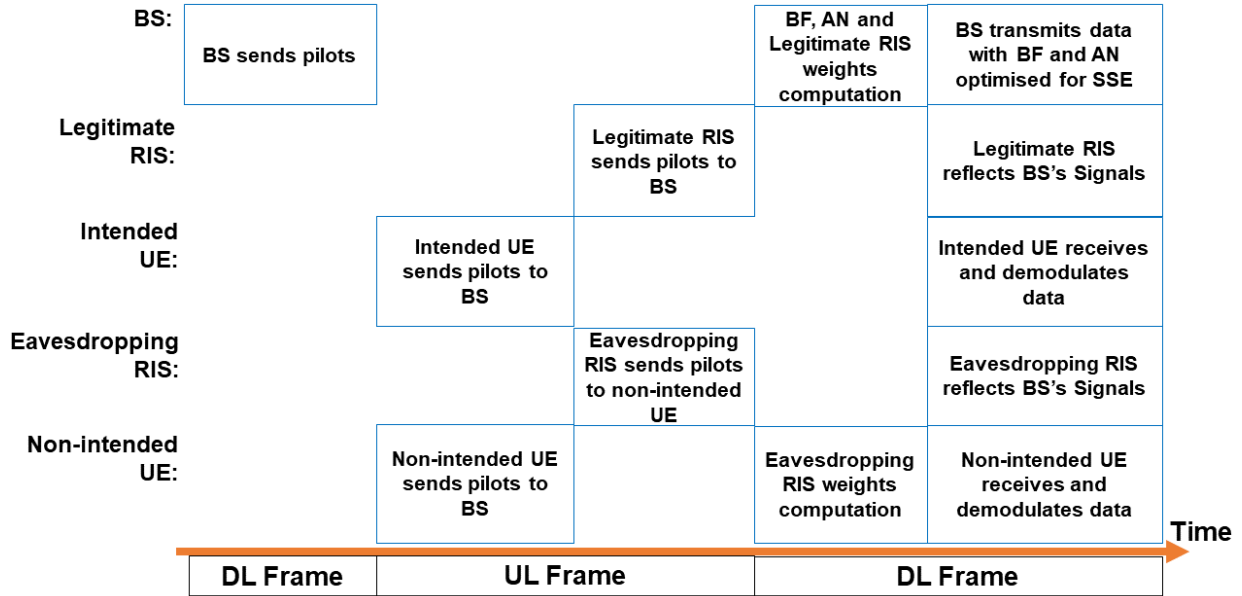 BS:
BS sends pilots
BF, AN and
Legitimate RIS
weights
computation
BS transmits data
with BF and AN
optimised for SSE
Legitimate
RIS:
Legitimate RIS
sends pilots to
BS
Legitimate RIS
reflects BS's Signals
Intended
UE:
Intended UE
sends pilots to
BS
Intended UE receives
and demodulates
data
Eavesdropping
RIS:
Eavesdropping
RIS sends pilots
to non-intended
UE
Eavesdropping RIS
reflects BS's Signals
Non-intended
UE:
Non-intended UE
sends pilots to
BS
Eavesdropping
RIS weights
computation
Non-intended UE
receives and
demodulates data
Time
DL Frame
UL Frame
DL Frame